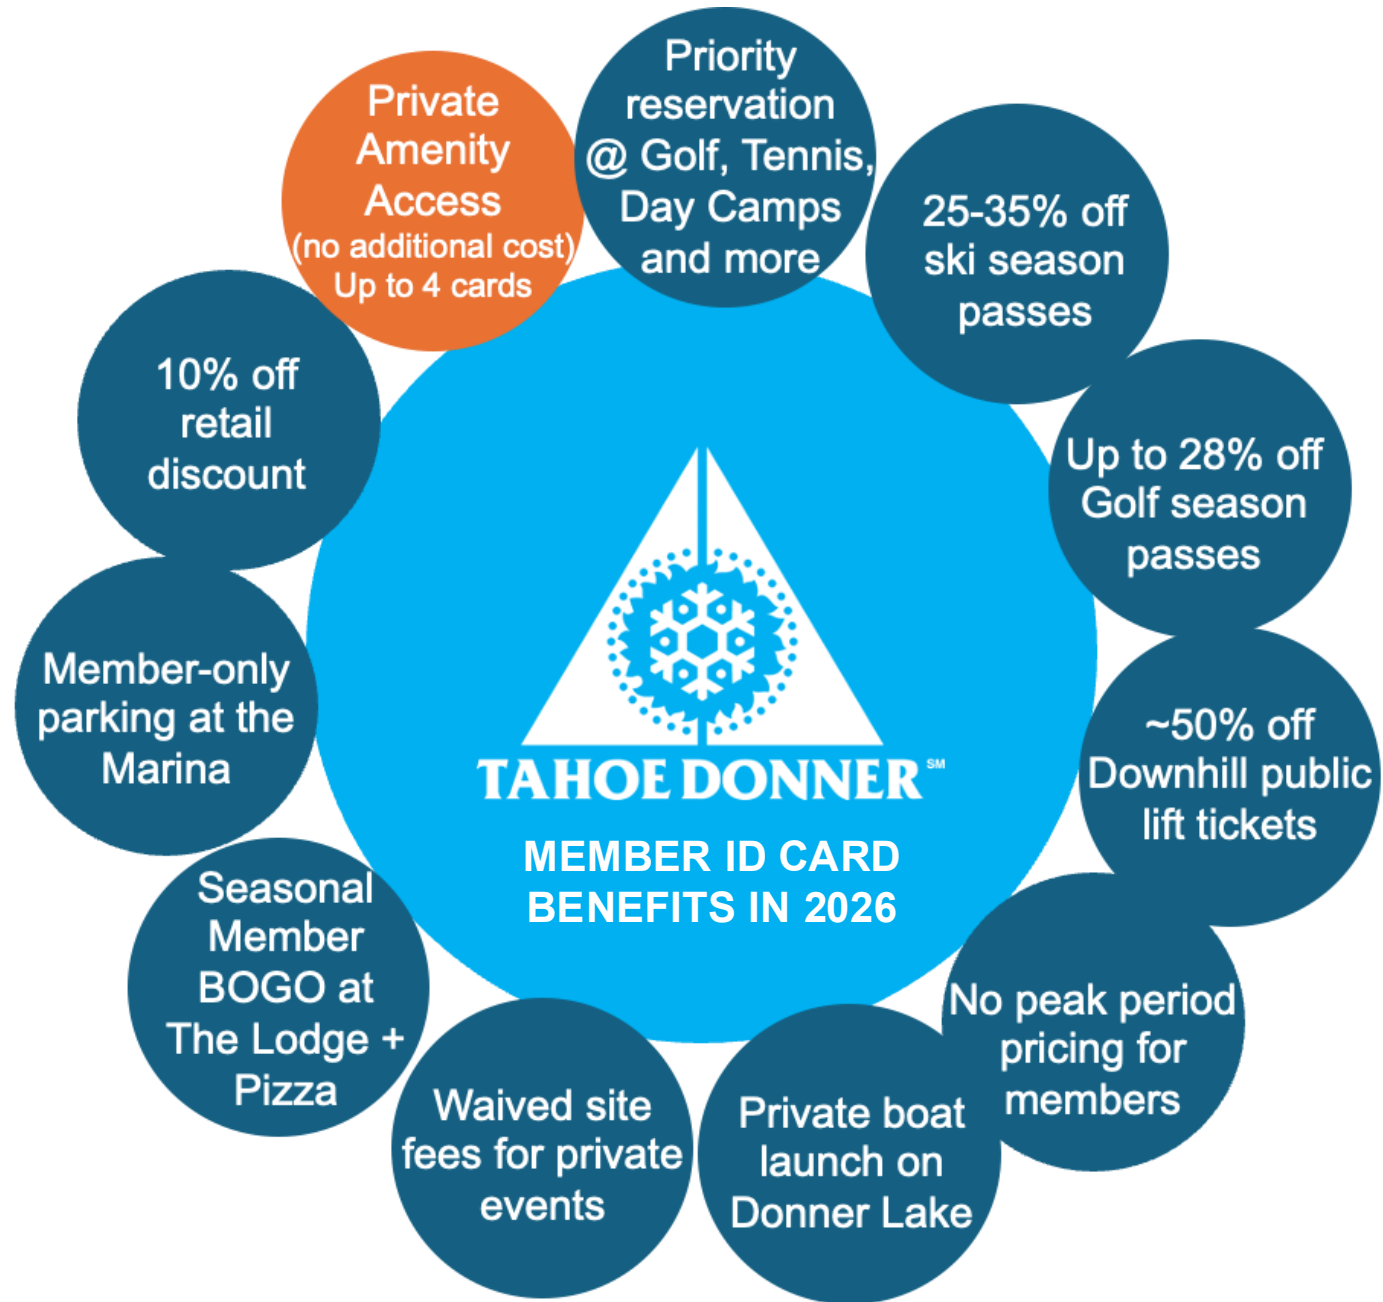 Private
Amenity
Access
(no additional cost)
Up to 4 cards
Priority
reservation
@ Golf, Tennis,
Day Camps
and more
25-35% off
ski season
passes
Up to 28% off
Golf season
passes
~50% off
Downhill public
lift tickets
No peak period
pricing for
members
Private boat
launch on
Donner Lake
Waived site
fees for private
events
Seasonal
Member
BOGO at
The Lodge +
Pizza
Member-only
parking at the
Marina
10% off
retail
discount
TAHOE DONNER SM
MEMBER ID CARD
BENEFITS IN 2026